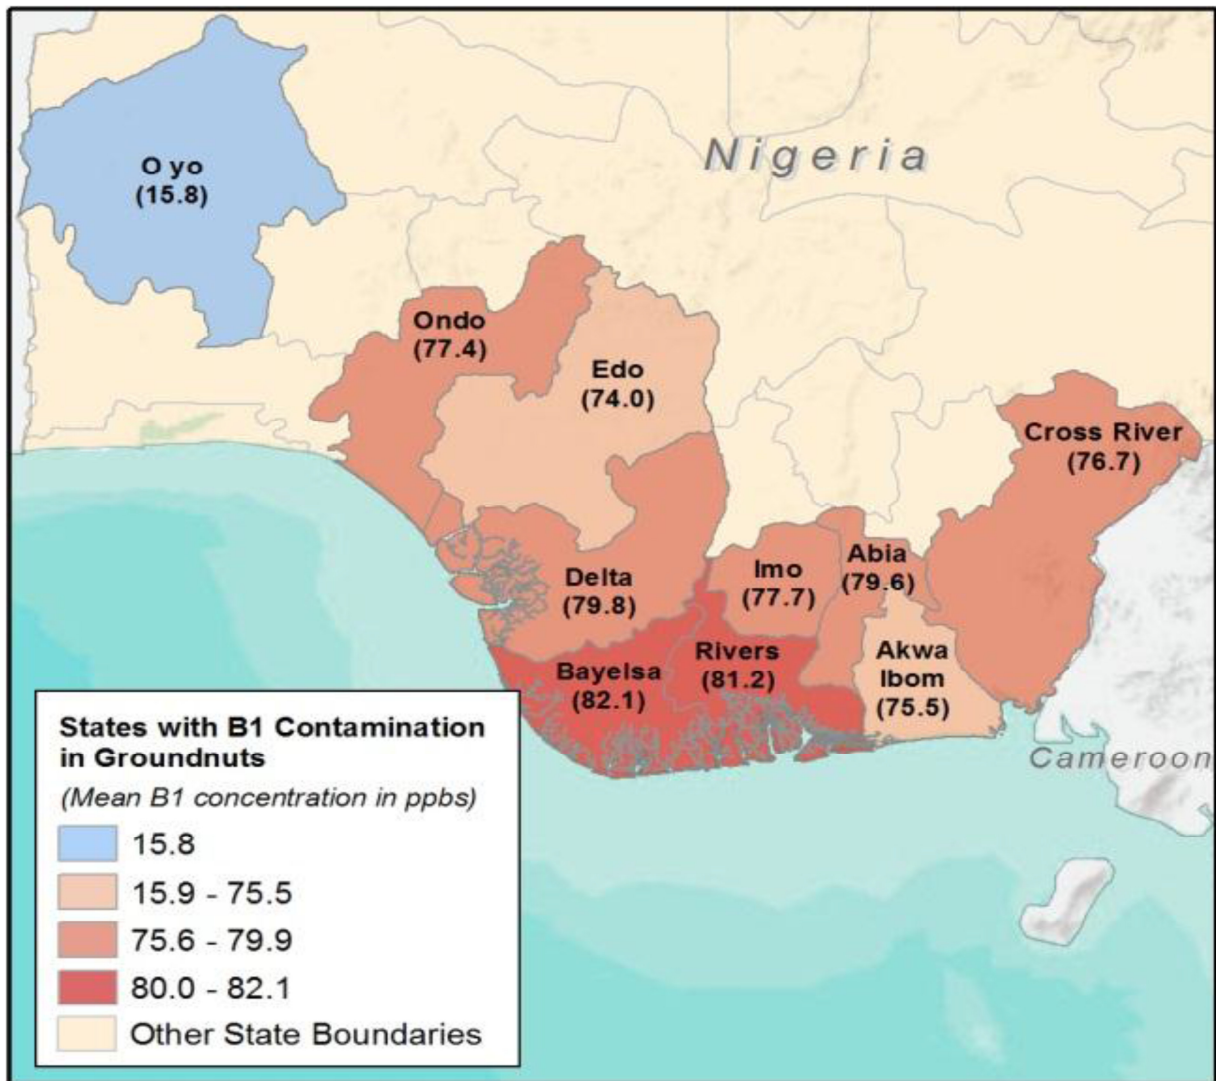 Nigeria
O yo
(15.8)
Ondo
(77.4)
Edo
(74.0)
Cross River
(76.7)
Delta
(79.8)
Imo
(77.7)
Abia
(79.6)
Bayelsa
(82.1)
Rivers
(81.2)
Akwa
Ibom
(75.5)
Cameroon
States with B1 Contamination
in Groundnuts
(Mean B1 concentration in ppbs)
15.8
15.9 - 75.5
75.6 - 79.9
80.0 - 82.1
Other State Boundaries